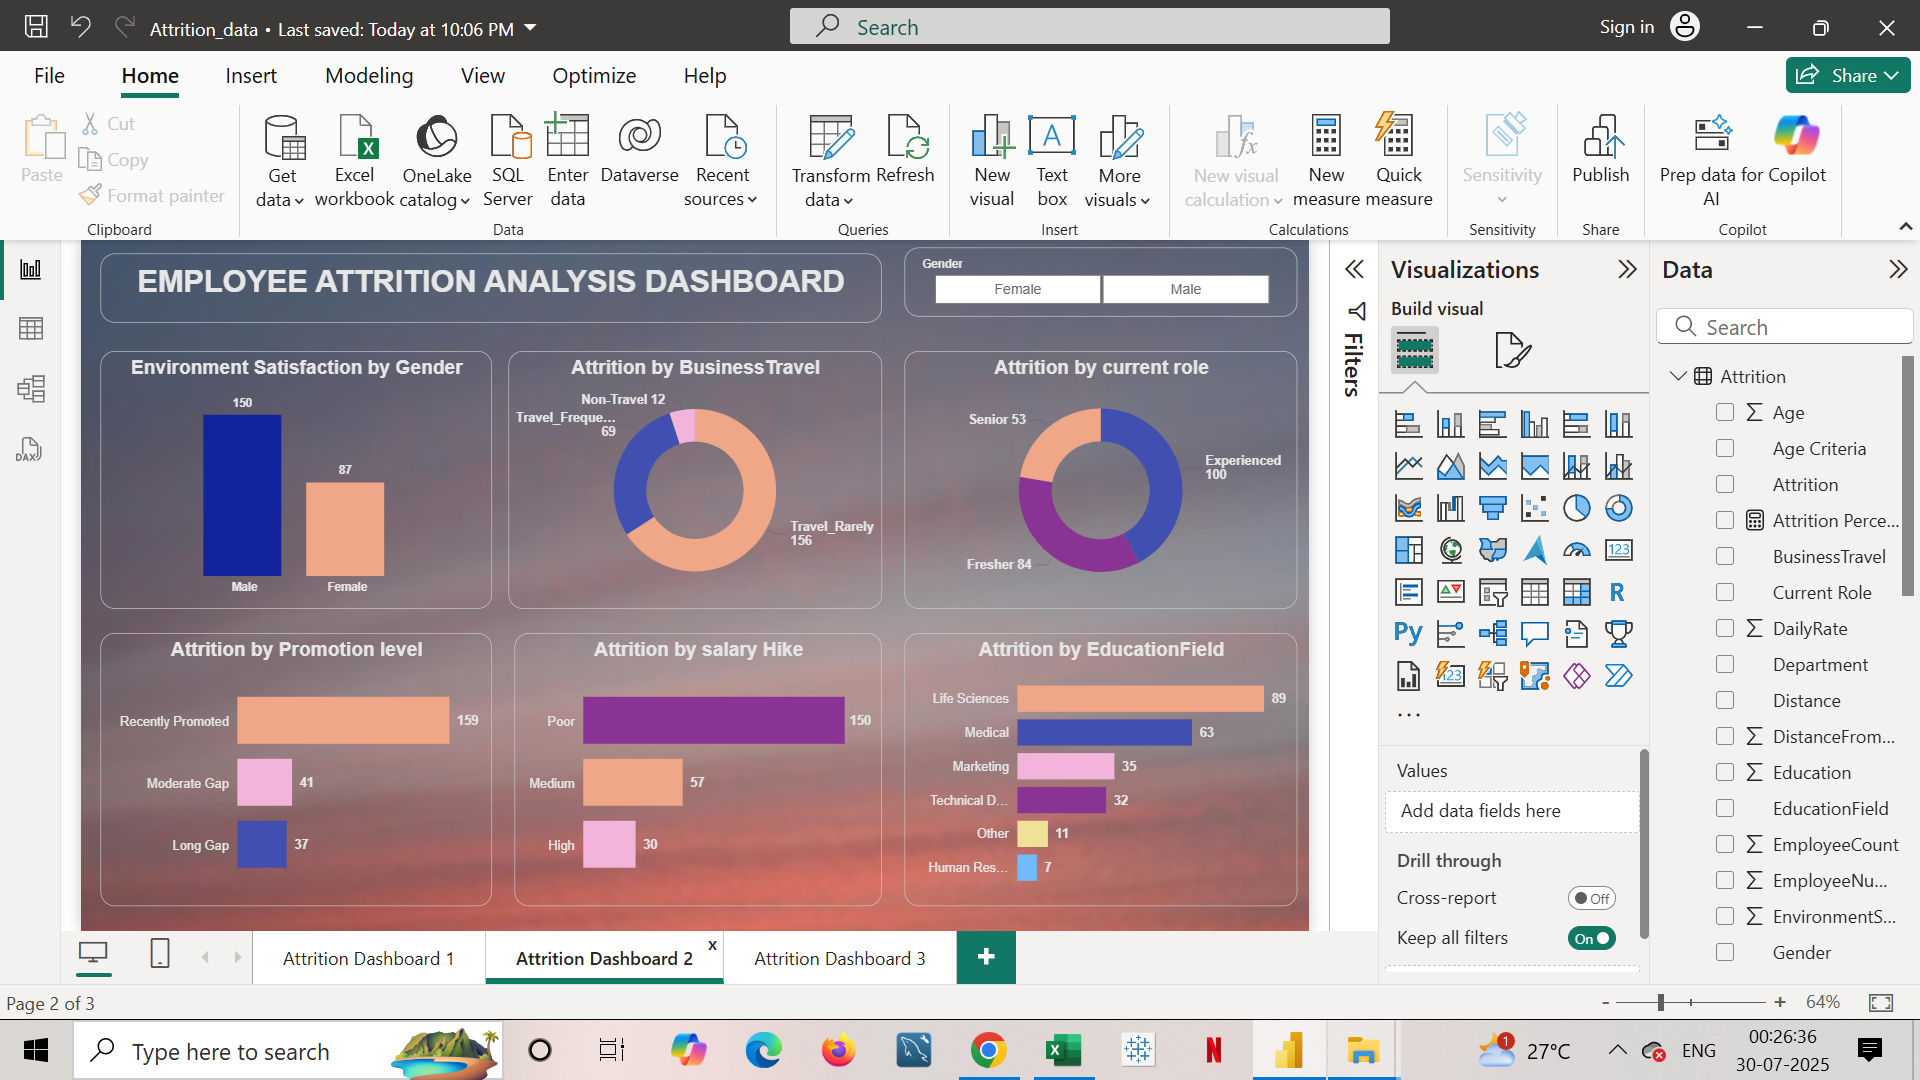 Attrition_data • Last saved: Today at 10:06 PM
Search
Sign in
File
Home
Insert
Modeling
View
Optimize
Help
Share
Paste
Cut
Copy
Format painter
Clipboard
Get data
Excel workbook
OneLake catalog
SQL Server
Enter data
Dataverse
Recent sources
Data
Transform data
Refresh
Queries
New visual
Text box
More visuals
Insert
New visual calculation
New measure
Quick measure
Calculations
Sensitivity
Sensitivity
Publish
Share
Prep data for AI
Copilot
Copilot
EMPLOYEE ATTRITION ANALYSIS DASHBOARD
Gender
Female
Male
Environment Satisfaction by Gender
150
87
Male
Female
Attrition by BusinessTravel
Non-Travel 12
Travel_Freque...
69
Travel_Rarely
156
Attrition by current role
Senior 53
Experienced
100
Fresher 84
Attrition by Promotion level
Recently Promoted 159
Moderate Gap 41
Long Gap 37
Attrition by salary Hike
Poor 150
Medium 57
High 30
Attrition by EducationField
Life Sciences 89
Medical 63
Marketing 35
Technical D... 32
Other 11
Human Res... 7
Filters
Visualizations
Build visual
123
R
Py
123
Values
Add data fields here
Drill through
Cross-report Off
Keep all filters On
Data
Search
Attrition
Age
Age Criteria
Attrition
Attrition Perce...
BusinessTravel
Current Role
DailyRate
Department
Distance
DistanceFrom...
Education
EducationField
EmployeeCount
EmployeeNu...
EnvironmentS...
Gender
DAX
Attrition Dashboard 1
Attrition Dashboard 2
x
Attrition Dashboard 3
+
Page 2 of 3
- + 64%
Type here to search
N
1
27°C
ENG
00:26:36
30-07-2025